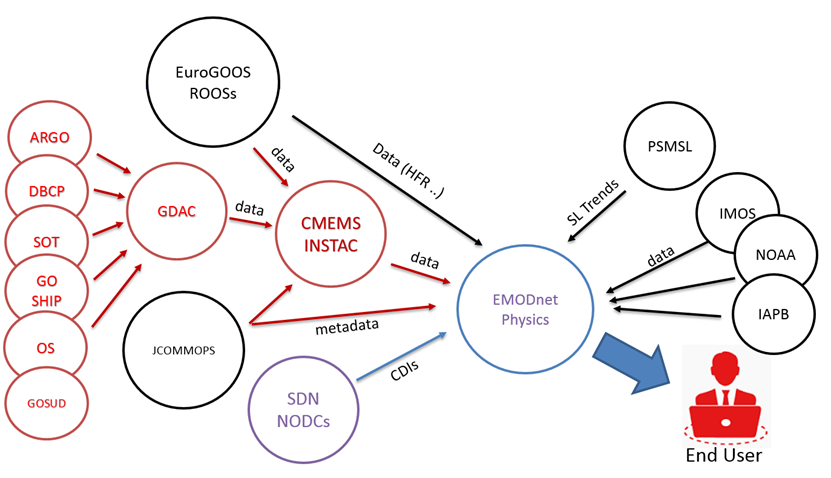 EuroGOOS
ROOSs
ARGO
DBCP
SOT
GO
SHIP
OS
GOSUD
GDAC
data
data
CMEMS
INSTAC
Data (HFR ..)
data
JCOMMOPS
metadata
SDN
NODCs
CDIs
EMODnet
Physics
PSMSL
SL Trends
IMOS
data
NOAA
IAPB
End User